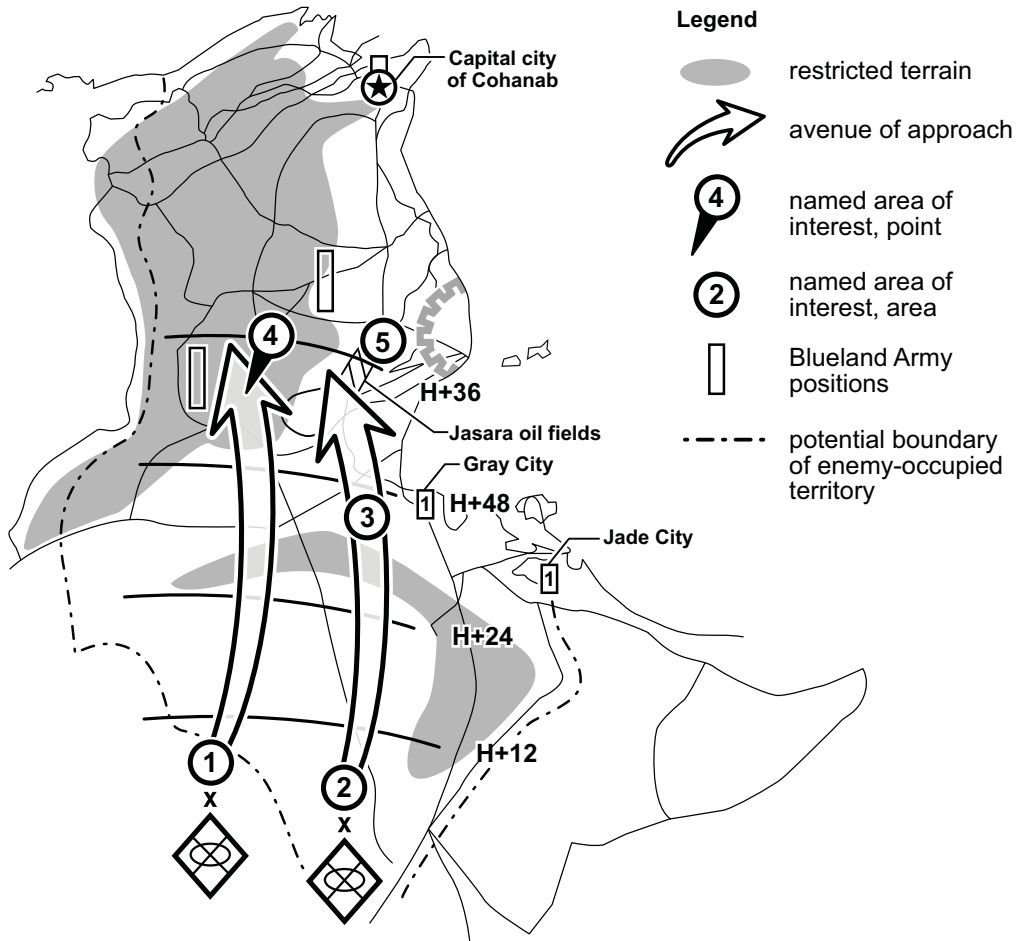 Legend
Capital city
of Cohanab
restricted terrain
avenue of approach
4
named area of
interest, point
2
named area of
interest, area
Blueland Army
positions
potential boundary
of enemy-occupied
territory
4
5
H+36
Jasara oil fields
Gray City
1
H+48
3
Jade City
1
H+24
H+12
1
2
X
X